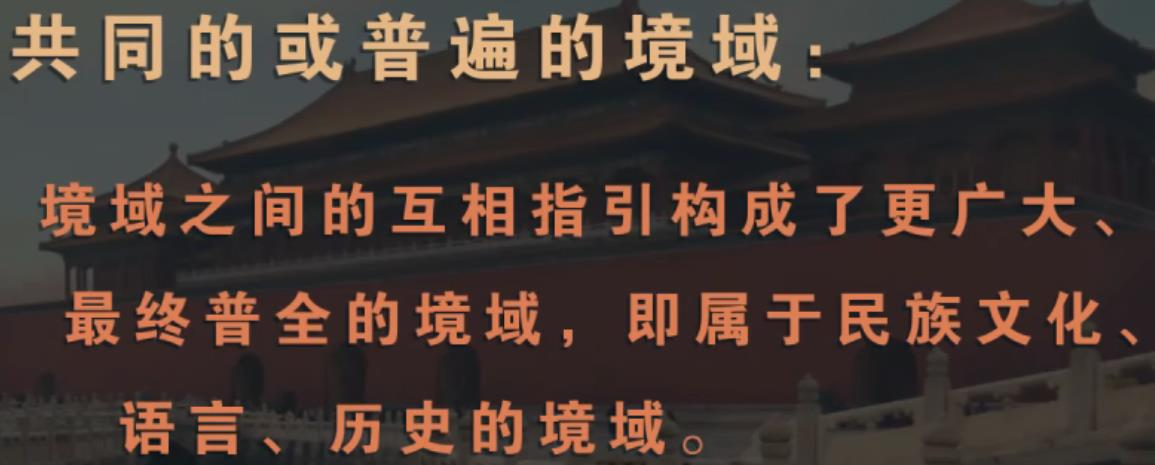 共同的或普遍的境域：
境域之间的互相指引构成了更广大、
最终普全的境域，即属于民族文化、
语言、历史的境域。